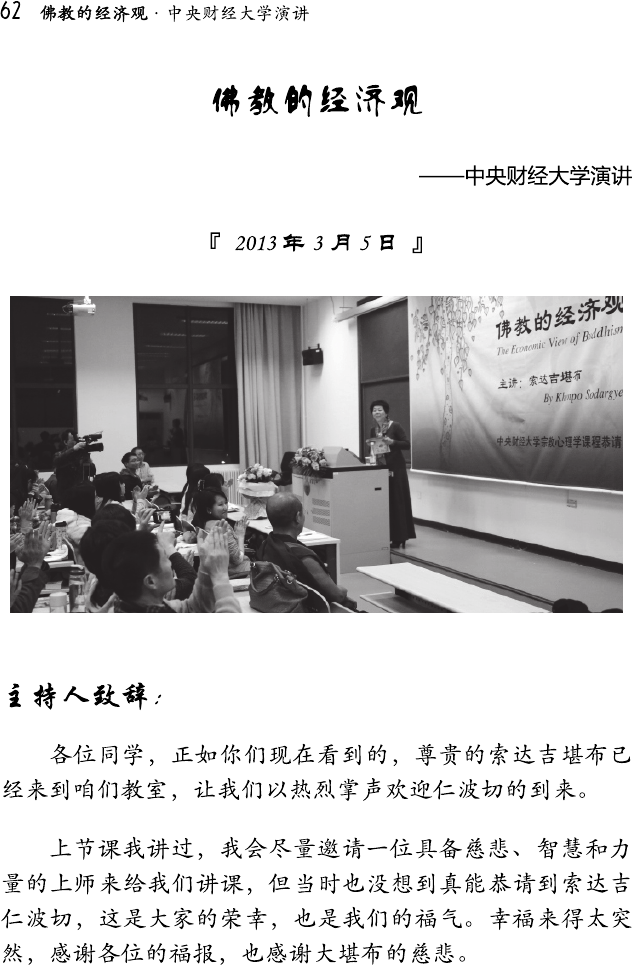 62 佛教的经济观·中央财经大学演讲
佛教的经济观
——中央财经大学演讲
『 2013年 3 月 5 日 』
佛教的经济观
The Economic View of Buddhism
主讲：索达吉堪布
By Khenpo Sodargye
中央财经大学宗教心理学课程恭请
主持人致辞：
各位同学，正如你们现在看到的，尊贵的索达吉堪布已
经来到咱们教室，让我们以热烈掌声欢迎仁波切的到来。
上节课我讲过，我会尽量邀请一位具备慈悲、智慧和力
量的上师来给我们讲课，但当时也没想到真能恭请到索达吉
仁波切，这是大家的荣幸，也是我们的福气。幸福来得太突
然，感谢各位的福报，也感谢大堪布的慈悲。